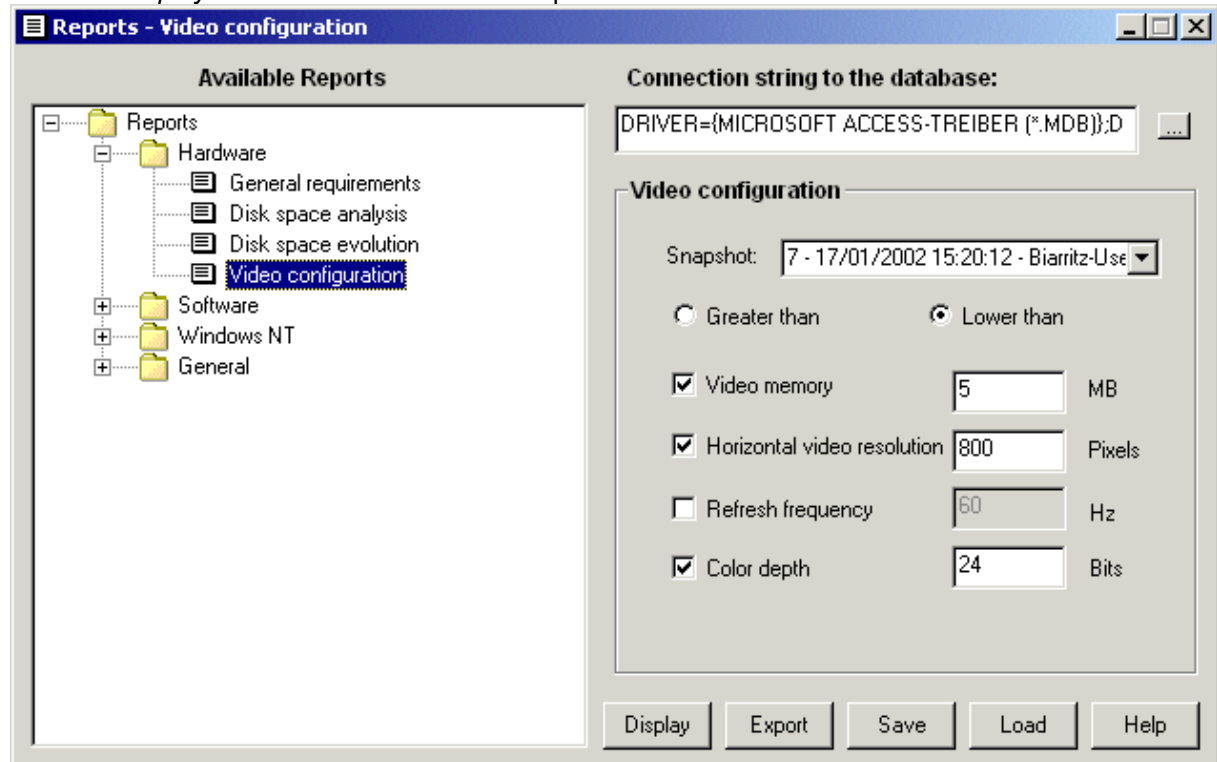 Reports - Video configuration
Available Reports
Reports
Hardware
General requirements
Disk space analysis
Disk space evolution
Video configuration
Software
Windows NT
General
Connection string to the database:
DRIVER={MICROSOFT ACCESS-TREIBER (*.MDB)};D
...
Video configuration
Snapshot: 7 - 17/01/2002 15:20:12 - Biarritz-Use
Greater than Lower than
Video memory 5 MB
Horizontal video resolution 800 Pixels
Refresh frequency 60 Hz
Color depth 24 Bits
Display Export Save Load Help